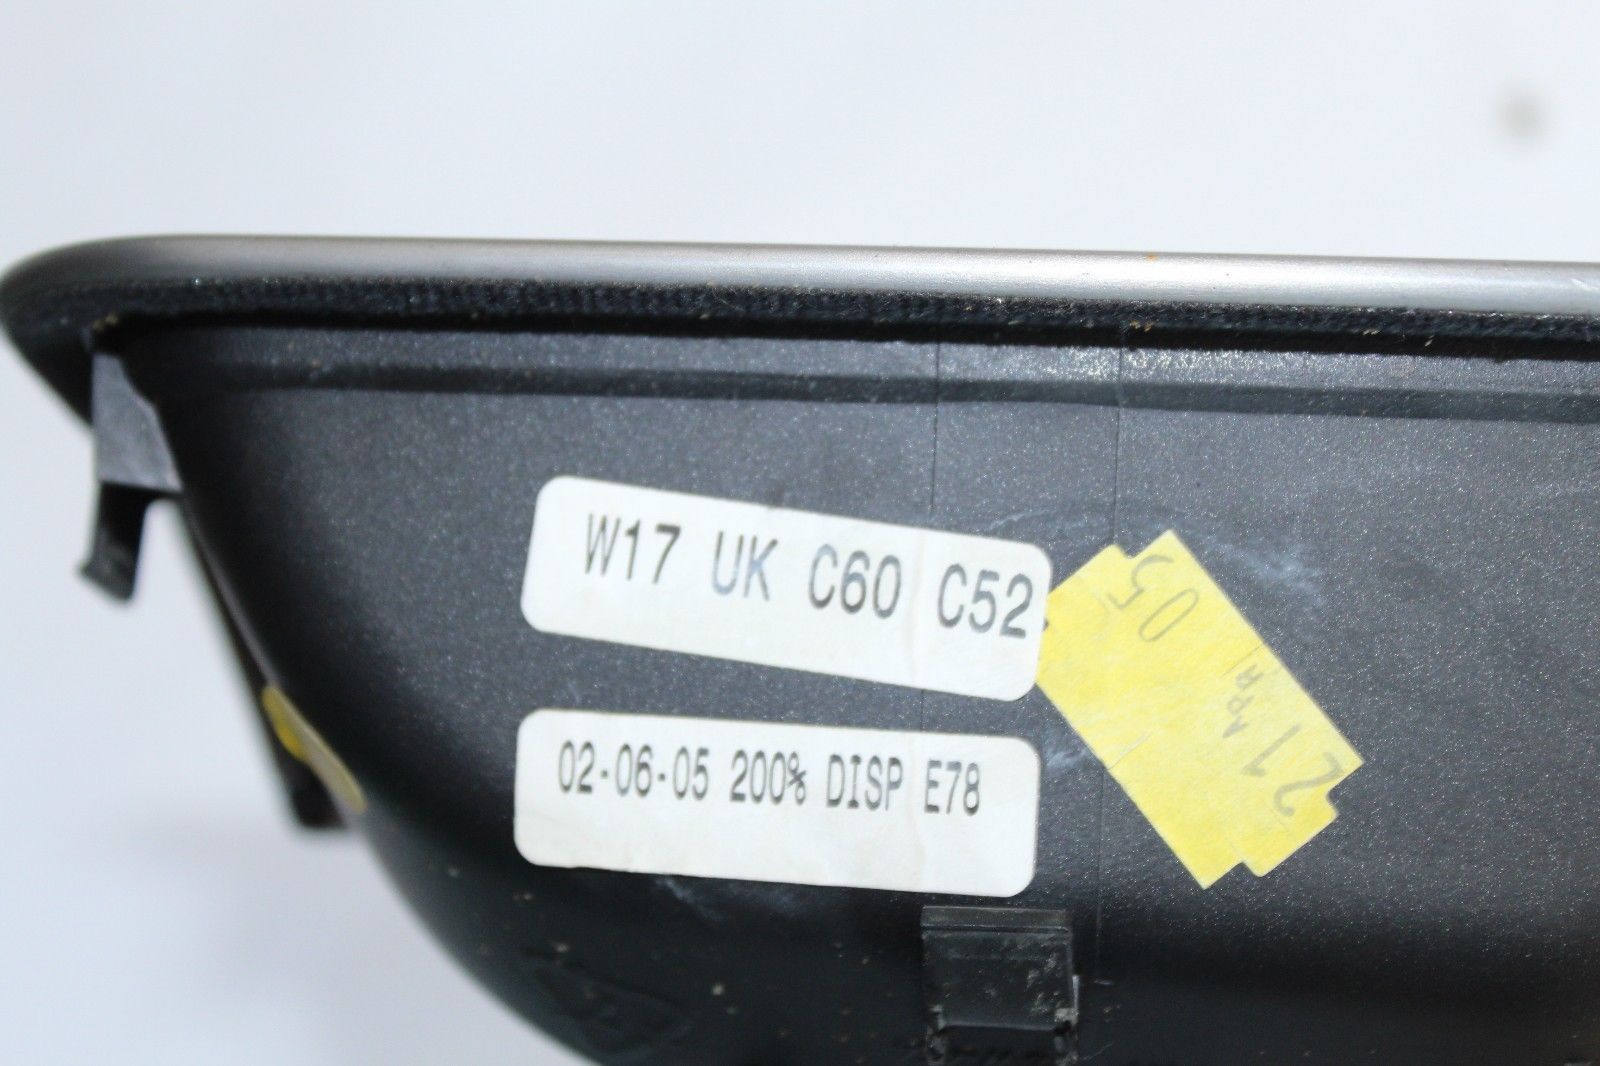 W17 UK C60 C52
02-06-05 200% DISP E78
21 APR 05